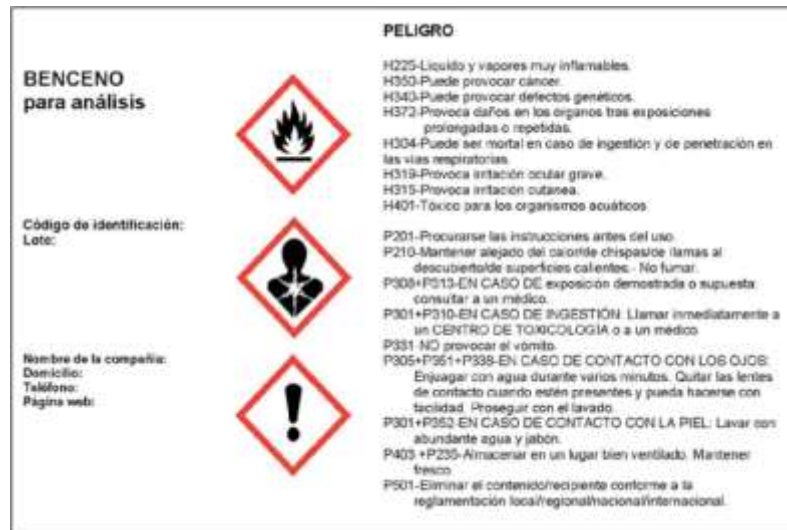 PELIGRO
BENCENO
para análisis
H225-Líquido y vapores muy inflamables.
H350-Puede provocar cáncer.
H340-Puede provocar defectos genéticos.
H372-Provoca daños en los organos tras exposiciones
prolongadas o repetidas.
H304-Puede ser mortal en caso de ingestión y de penetración en
las vías respiratorias.
H319-Provoca irritación ocular grave.
H315-Provoca irritación cutanea.
H401-Tóxico para los organismos acuáticos
Código de identificación:
Lote:
P201-Procurarse las instrucciones antes del uso.
P210-Mantener alejado del calor/de chispas/de llamas al
descubierto/de superficies calientes.- No fumar.
P308+P313-EN CASO DE exposición demostrada o supuesta:
consultar a un médico.
P301+P310-EN CASO DE INGESTIÓN: Llamar inmediatamente a
un CENTRO DE TOXICOLOGÍA o a un médico
P331-NO provocar el vómito.
Nombre de la compañía:
Domicilio:
Teléfono:
Página web:
P305+P351+P338-EN CASO DE CONTACTO CON LOS OJOS:
Enjuagar con agua durante varios minutos. Quitar las lentes
de contacto cuando estén presentes y pueda hacerse con
facilidad. Proseguir con el lavado.
P301+P352-EN CASO DE CONTACTO CON LA PIEL: Lavar con
abundante agua y jabón.
P403 +P235-Almacenar en un lugar bien ventilado. Mantener
fresco
P501-Eliminar el contenido/recipiente conforme a la
reglamentación local/regional/nacional/internacional.